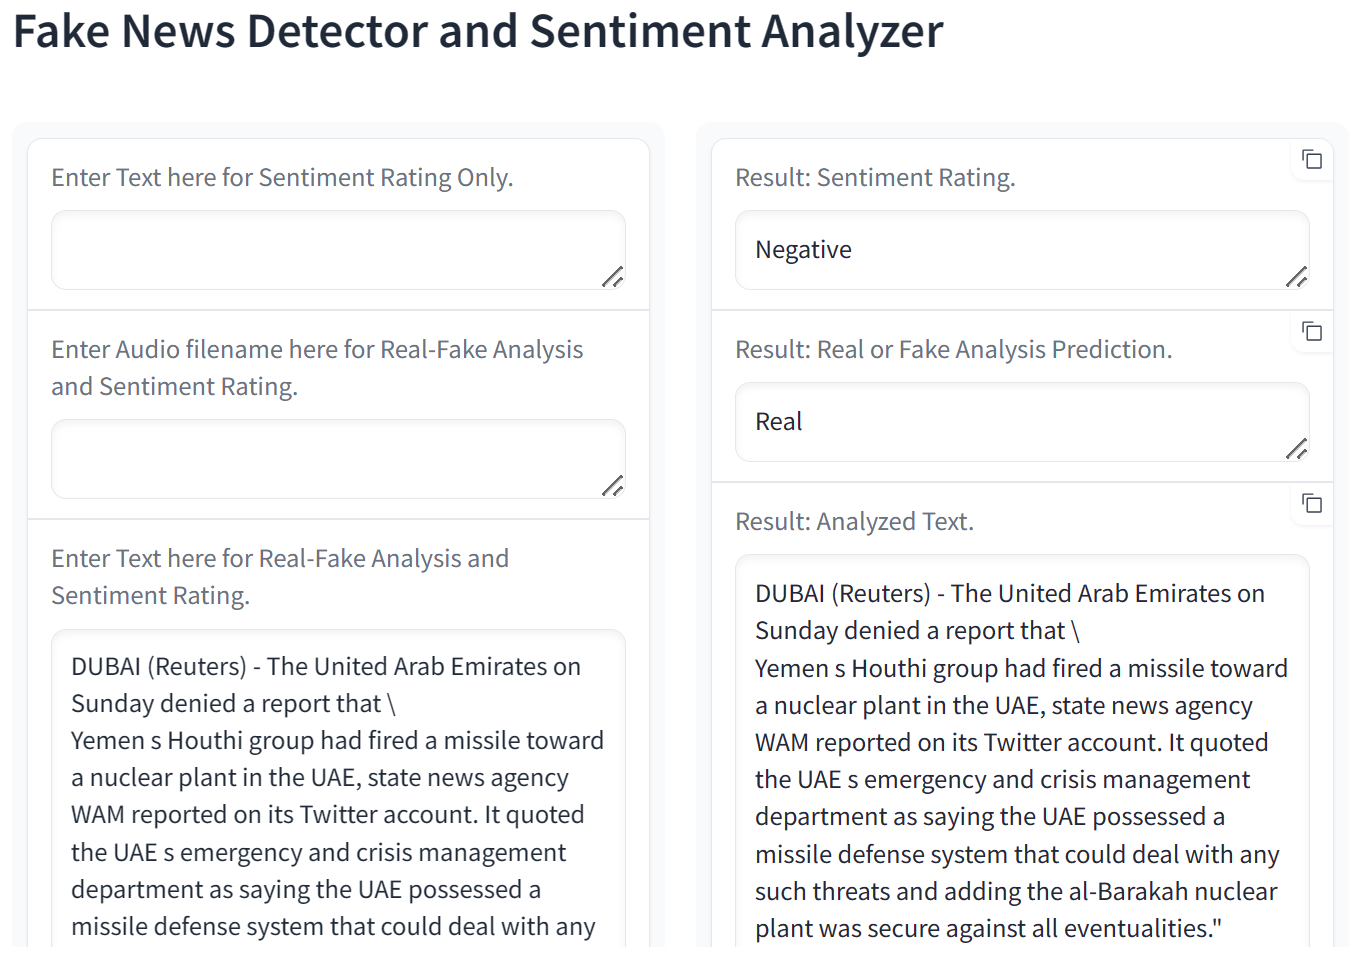 Fake News Detector and Sentiment Analyzer
Enter Text here for Sentiment Rating Only.
Enter Audio filename here for Real-Fake Analysis
and Sentiment Rating.
Enter Text here for Real-Fake Analysis and
Sentiment Rating.
DUBAI (Reuters) - The United Arab Emirates on
Sunday denied a report that \
Yemen s Houthi group had fired a missile toward
a nuclear plant in the UAE, state news agency
WAM reported on its Twitter account. It quoted
the UAE s emergency and crisis management
department as saying the UAE possessed a
missile defense system that could deal with any
Result: Sentiment Rating.
Negative
Result: Real or Fake Analysis Prediction.
Real
Result: Analyzed Text.
DUBAI (Reuters) - The United Arab Emirates on
Sunday denied a report that \
Yemen s Houthi group had fired a missile toward
a nuclear plant in the UAE, state news agency
WAM reported on its Twitter account. It quoted
the UAE s emergency and crisis management
department as saying the UAE possessed a
missile defense system that could deal with any
such threats and adding the al-Barakah nuclear
plant was secure against all eventualities."